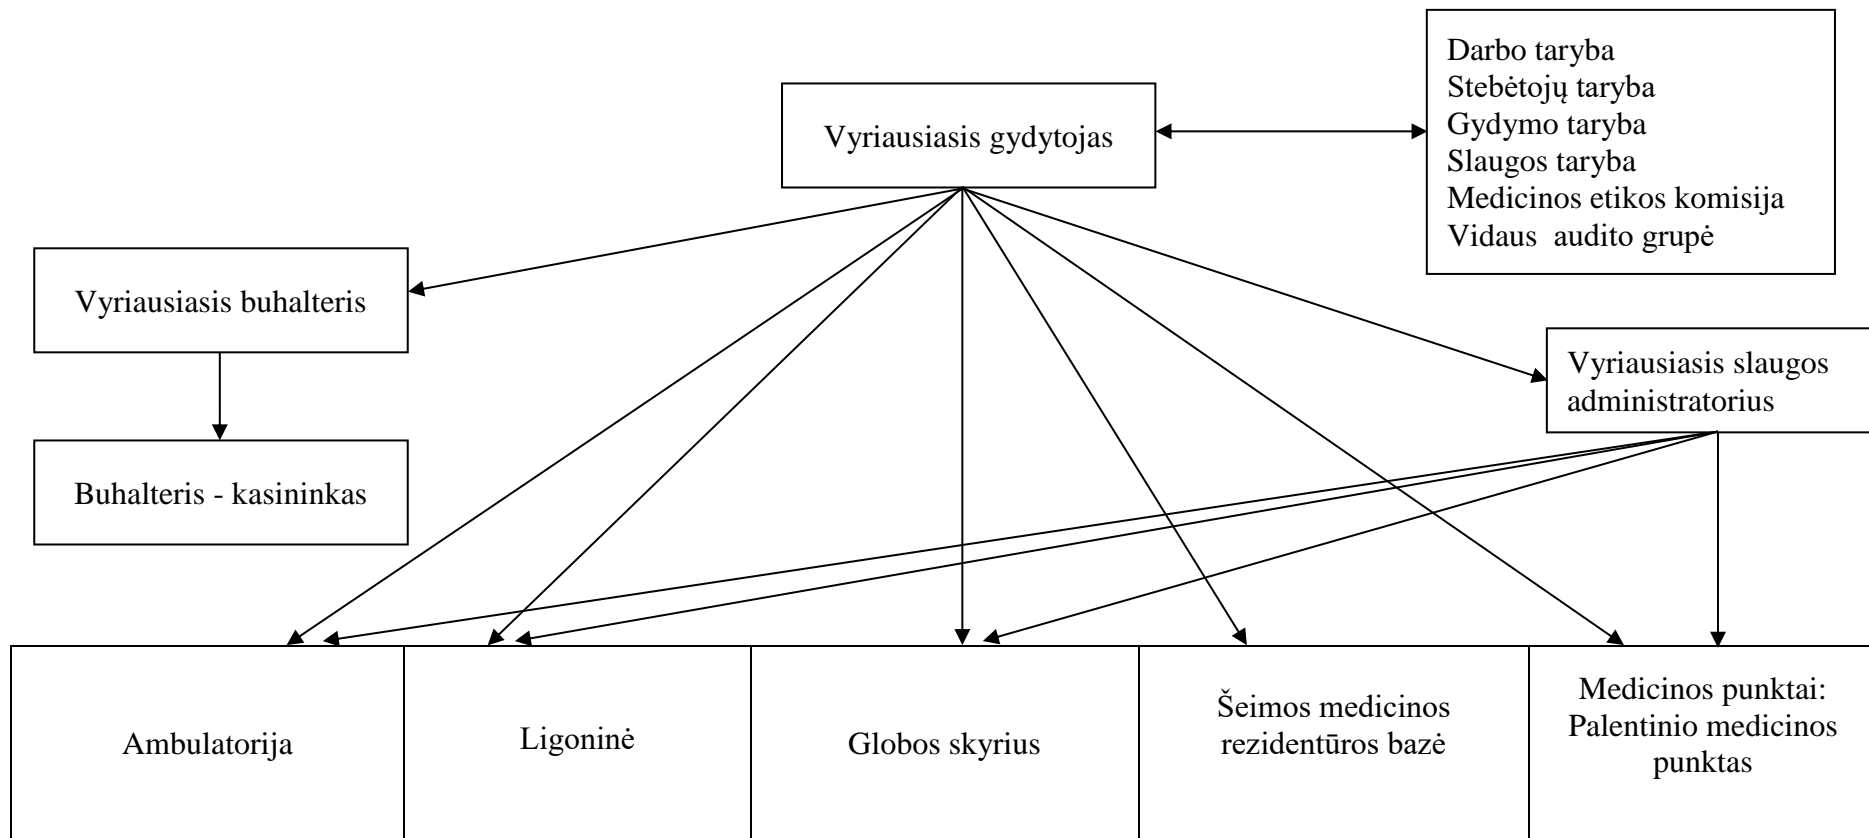 Darbo taryba
Stebėtojų taryba
Gydymo taryba
Slaugos taryba
Medicinos etikos komisija
Vidaus  audito grupė
Vyriausiasis gydytojas
Vyriausiasis buhalteris
Vyriausiasis slaugos
administratorius
Buhalteris - kasininkas
Ambulatorija
Ligoninė
Globos skyrius
Šeimos medicinos
rezidentūros bazė
Medicinos punktai:
Palentinio medicinos
punktas